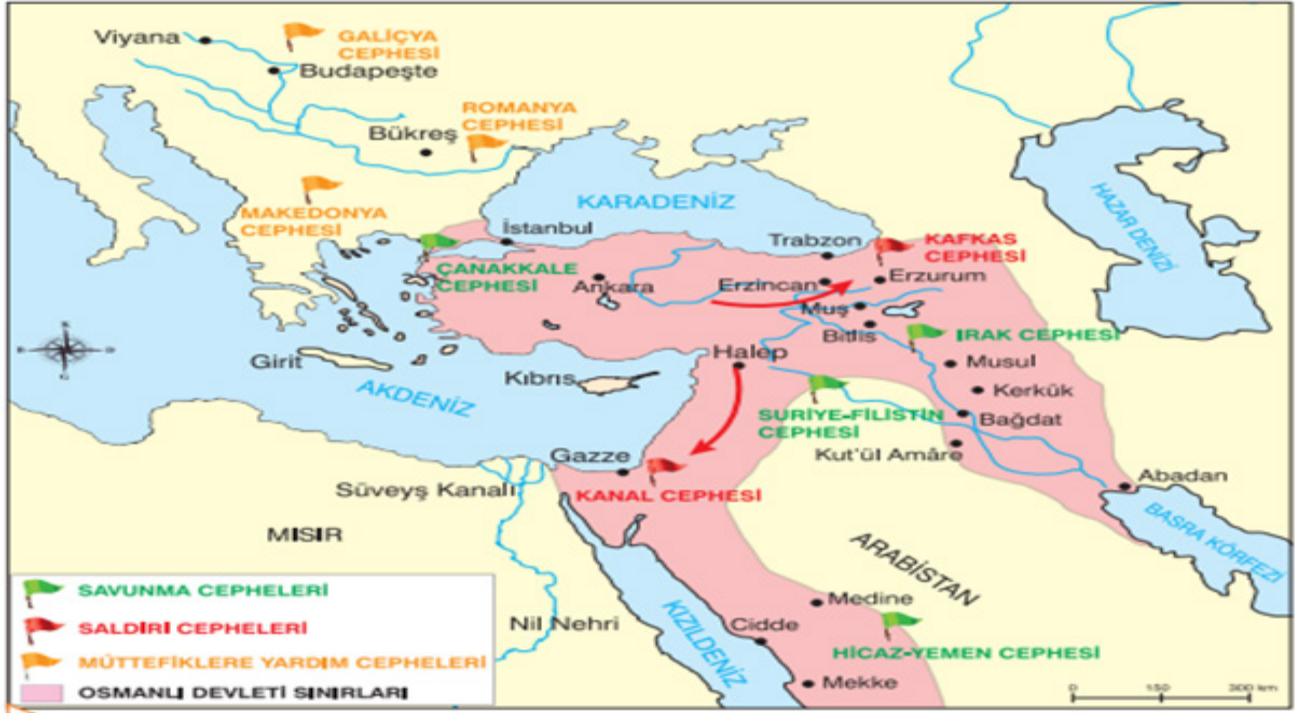 Viyana
GALİÇYA
CEPHESİ
Budapeşte
ROMANYA
CEPHESİ
Bükreş
MAKEDONYA
CEPHESİ
KARADENİZ
HAZAR DENİZİ
İstanbul
ÇANAKKALE
CEPHESİ
Ankara
Trabzon
KAFKAS
CEPHESİ
Erzincan
Erzurum
Muş
Bitlis
IRAK CEPHESİ
Girit
AKDENİZ
Kıbrıs
Halep
Musul
Kerkük
SURİYE-FİLİSTİN
CEPHESİ
Bağdat
Kut'ül Amâre
Gazze
KANAL CEPHESİ
Abadan
BASRA KÖRFEZİ
Süveyş Kanalı
MISIR
ARABİSTAN
Nil Nehri
KIZILDENİZ
Medine
Cidde
HİCAZ-YEMEN CEPHESİ
Mekke
SAVUNMA CEPHELERİ
SALDIRI CEPHELERİ
MÜTTEFİKLERE YARDIM CEPHELERİ
OSMANLI DEVLETİ SINIRLARI
0 150 300 km